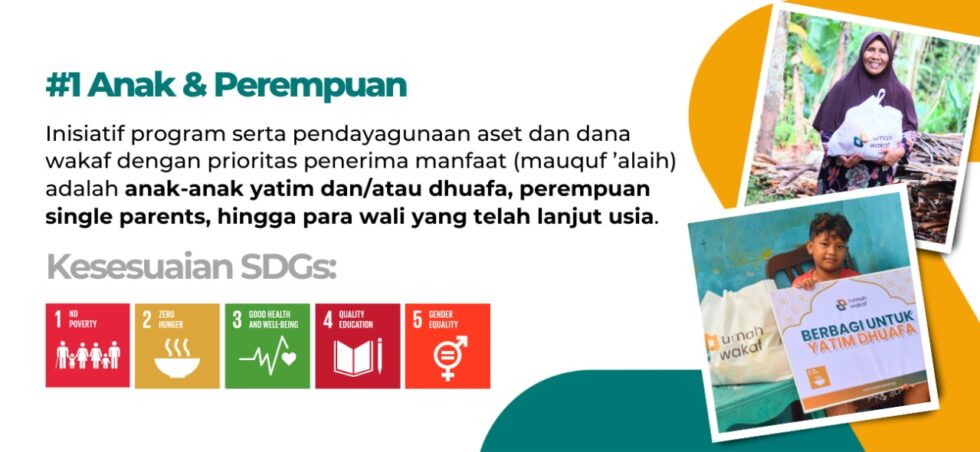 #1 Anak & Perempuan
Inisiatif program serta pendayagunaan aset dan dana
wakaf dengan prioritas penerima manfaat (mauquf 'alaih)
adalah anak-anak yatim dan/atau dhuafa, perempuan
single parents, hingga para wali yang telah lanjut usia.
Kesesuaian SDGs:
1 NO
POVERTY
2 ZERO
HUNGER
3 GOOD HEALTH
AND WELL-BEING
4 QUALITY
EDUCATION
5 GENDER
EQUALITY
umah
wakaf
umah
wakaf
rumah
wakaf
BERBAGI UNTUK
YATIM DHUAFA